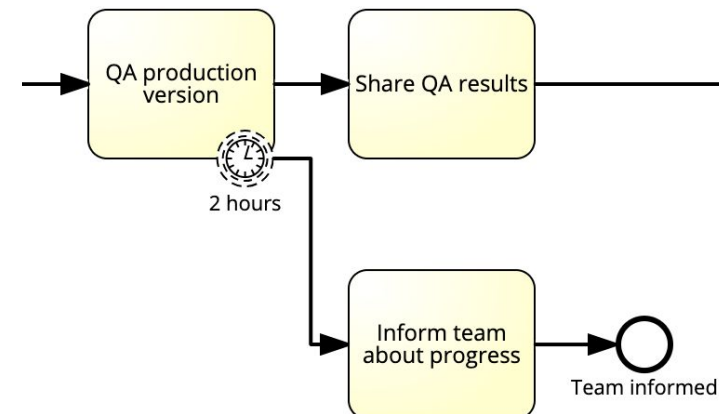 QA production
version
Share QA results
2 hours
Inform team
about progress
Team informed